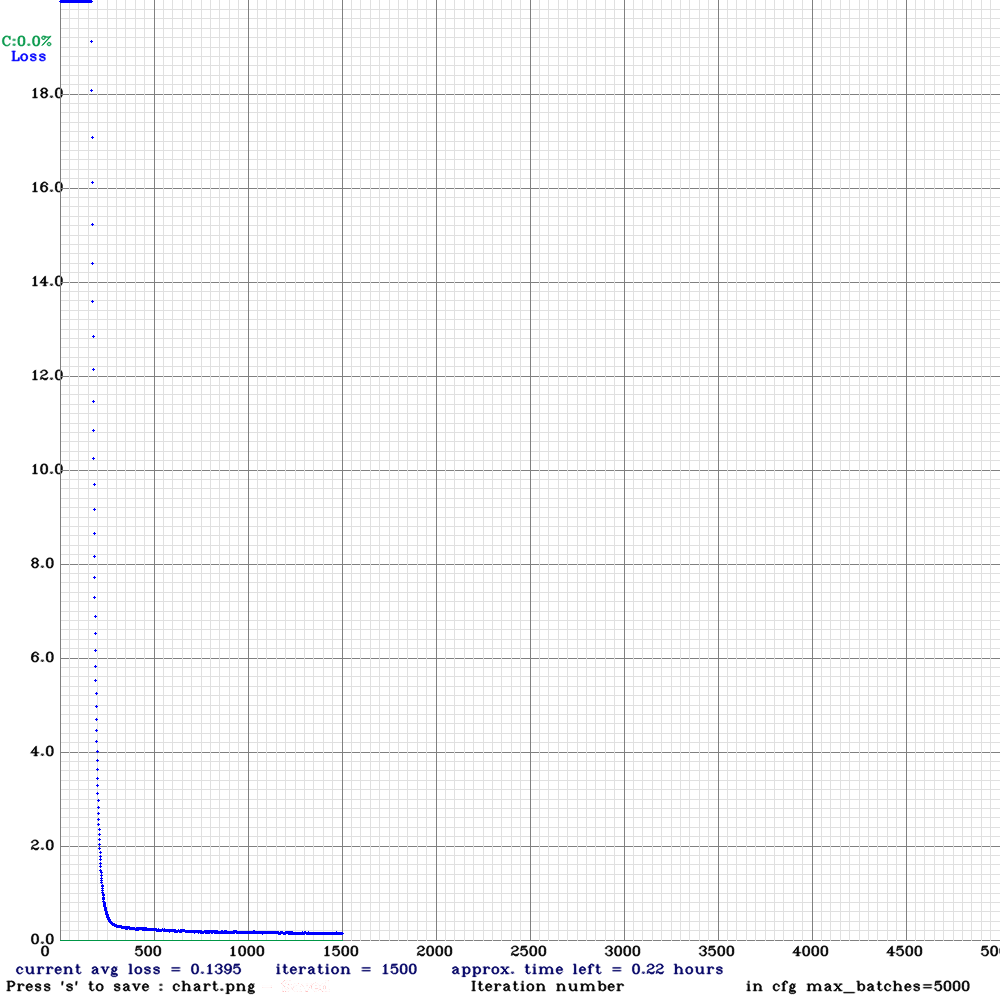 C:0.0%
Loss
18.0
16.0
14.0
12.0
10.0
8.0
6.0
4.0
2.0
0.0
0 500 1000 1500 2000 2500 3000 3500 4000 4500
current avg loss = 0.1395 iteration = 1500 approx. time left = 0.22 hours
Press 's' to save : chart.png Iteration number in cfg max_batches=5000